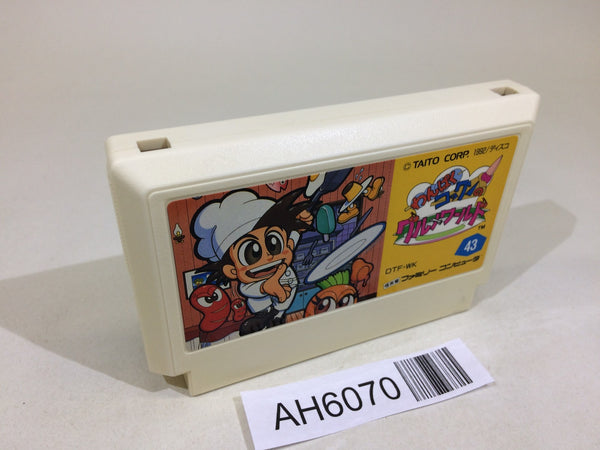 © TAITO CORP. 1992/ディスコ
わんぱくコックンの
グルメワールド
™
43
DTF-WK
ファミリー コンピュータ
AH6070